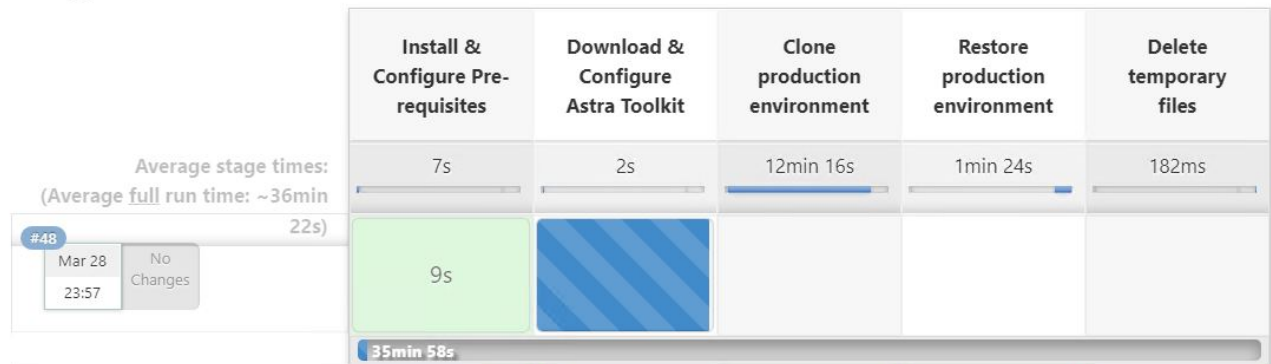 Install &
Configure Pre-
requisites
Download &
Configure
Astra Toolkit
Clone
production
environment
Restore
production
environment
Delete
temporary
files
Average stage times:
(Average full run time: ~36min
22s)
7s
2s
12min 16s
1min 24s
182ms
#48
Mar 28
23:57
No
Changes
9s
35min 58s